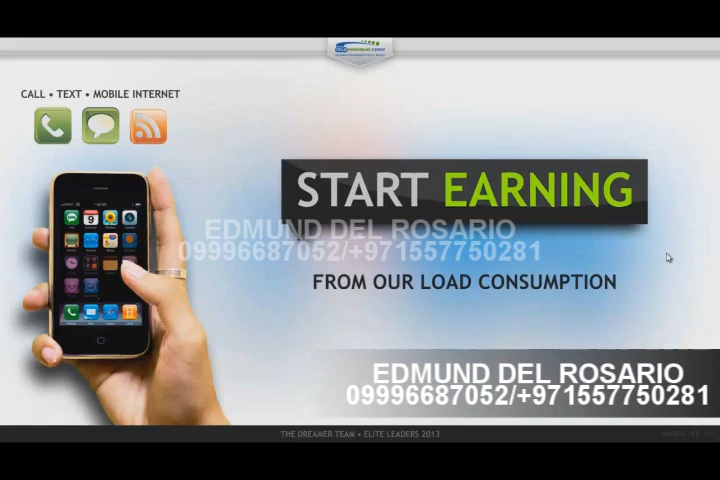 CALL • TEXT • MOBILE INTERNET
START EARNING
EDMUND DEL ROSARIO
09996687052/+971557750281
FROM OUR LOAD CONSUMPTION
EDMUND DEL ROSARIO
09996687052/+971557750281
THE DREAMER TEAM • ELITE LEADERS 2013